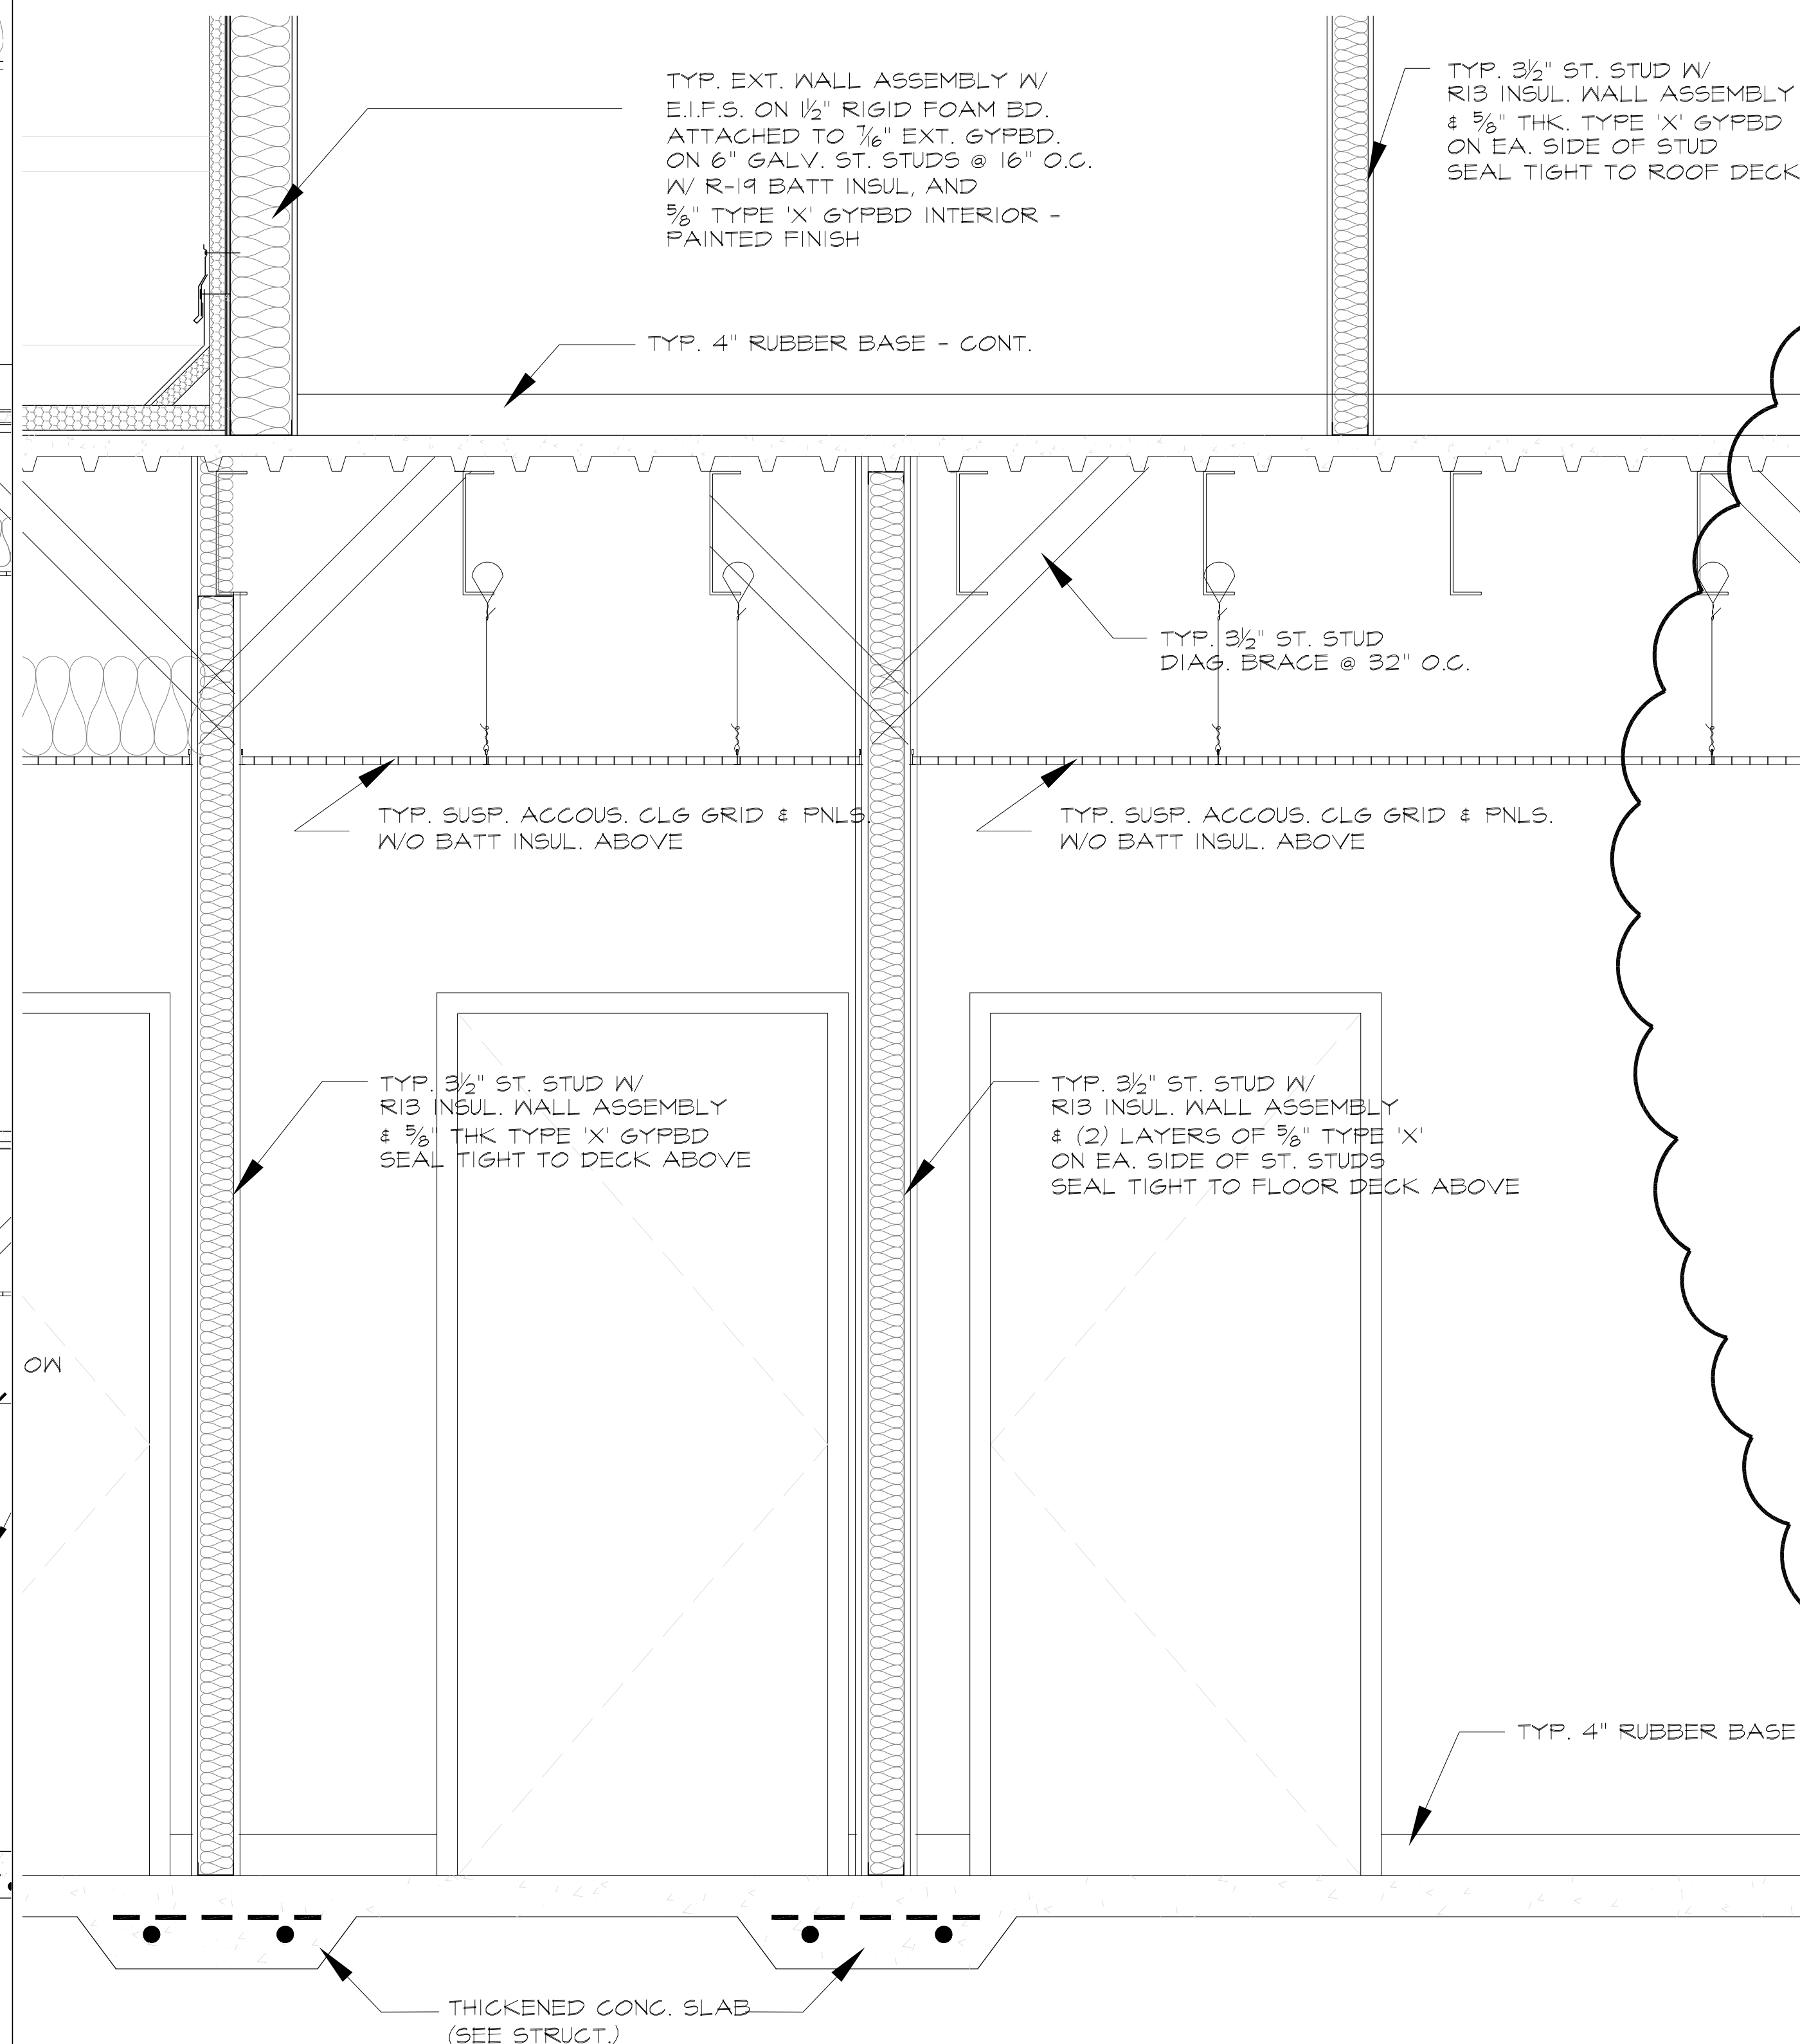 TYP. EXT. WALL ASSEMBLY W/
E.I.F.S. ON 1½" RIGID FOAM BD.
ATTACHED TO 7/16" EXT. GYPBD.
ON 6" GALV. ST. STUDS @ 16" O.C.
W/ R-19 BATT INSUL, AND
⅝" TYPE 'X' GYPBD INTERIOR -
PAINTED FINISH
TYP. 3½" ST. STUD W/
R13 INSUL. WALL ASSEMBLY
& ⅝" THK. TYPE 'X' GYPBD
ON EA. SIDE OF STUD
SEAL TIGHT TO ROOF DECK
TYP. 4" RUBBER BASE - CONT.
TYP. 3½" ST. STUD
DIAG. BRACE @ 32" O.C.
TYP. SUSP. ACCOUS. CLG GRID & PNLS.
W/O BATT INSUL. ABOVE
TYP. SUSP. ACCOUS. CLG GRID & PNLS.
W/O BATT INSUL. ABOVE
TYP. 3½" ST. STUD W/
R13 INSUL. WALL ASSEMBLY
& ⅝" THK TYPE 'X' GYPBD
SEAL TIGHT TO DECK ABOVE
TYP. 3½" ST. STUD W/
R13 INSUL. WALL ASSEMBLY
& (2) LAYERS OF ⅝" TYPE 'X'
ON EA. SIDE OF ST. STUDS
SEAL TIGHT TO FLOOR DECK ABOVE
OW
TYP. 4" RUBBER BASE
THICKENED CONC. SLAB
(SEE STRUCT.)